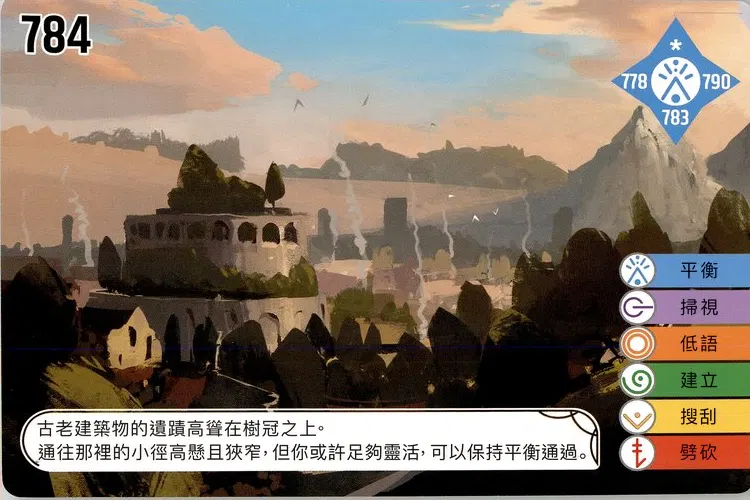 784
*
778
790
783
平衡
掃視
低語
建立
搜刮
劈砍
古老建築物的遺蹟高聳在樹冠之上。
通往那裡的小徑高懸且狹窄，但你或許足夠靈活，可以保持平衡通過。